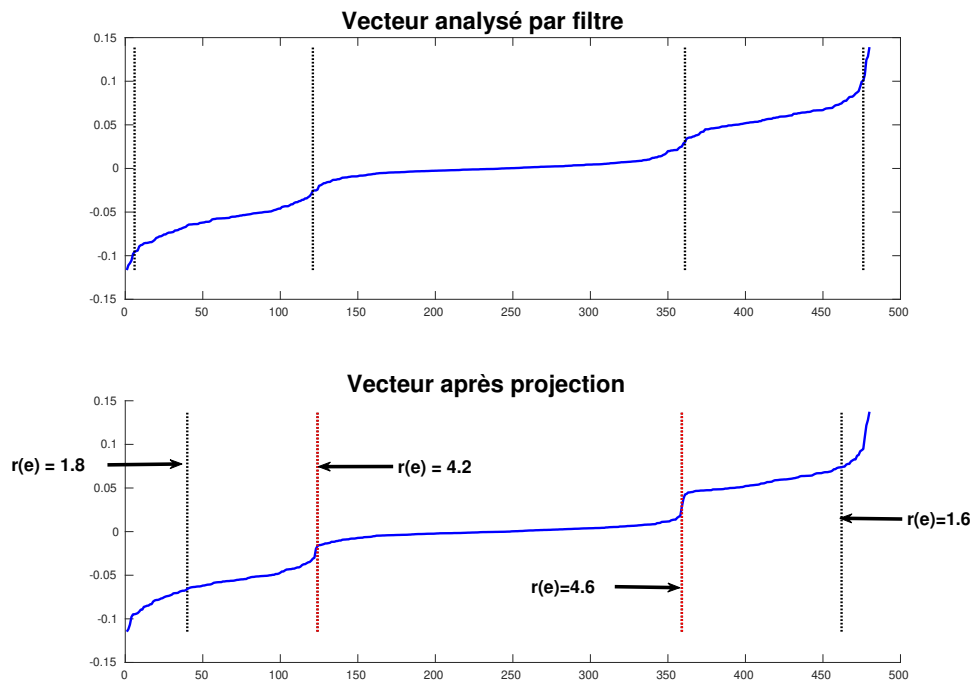 Vecteur analysé par filtre
0.15
0.1
0.05
0
-0.05
-0.1
-0.15
0 50 100 150 200 250 300 350 400 450 500
Vecteur après projection
0.15
0.1
0.05
0
-0.05
-0.1
-0.15
r(e) = 1.8
r(e) = 4.2
r(e)=1.6
r(e)=4.6
0 50 100 150 200 250 300 350 400 450 500